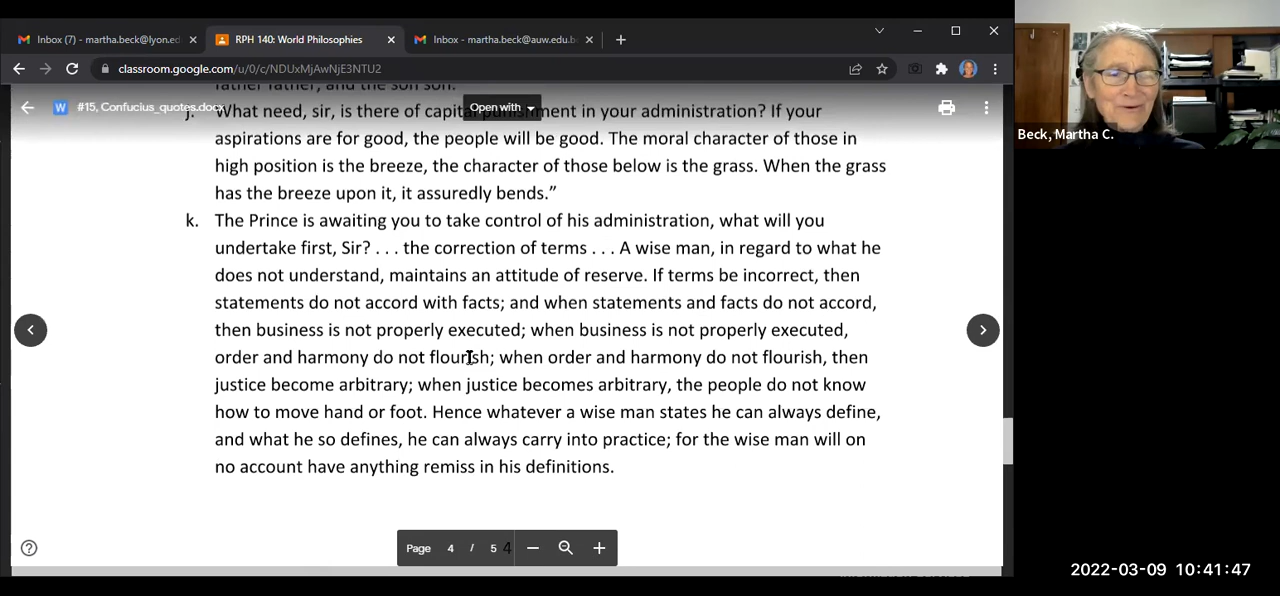 Inbox (7) - martha.beck@lyon.ed
RPH 140: World Philosophies
Inbox - martha.beck@auw.edu.b
classroom.google.com/u/0/c/NDUxMjAwNjE3NTU2
father father, and the son son.
#15, Confucius_quotes.docx
Open with
j. "What need, sir, is there of capital punishment in your administration? If your
aspirations are for good, the people will be good. The moral character of those in
high position is the breeze, the character of those below is the grass. When the grass
has the breeze upon it, it assuredly bends.”
k. The Prince is awaiting you to take control of his administration, what will you
undertake first, Sir? . . . the correction of terms . . . A wise man, in regard to what he
does not understand, maintains an attitude of reserve. If terms be incorrect, then
statements do not accord with facts; and when statements and facts do not accord,
then business is not properly executed; when business is not properly executed,
order and harmony do not flourish; when order and harmony do not flourish, then
justice become arbitrary; when justice becomes arbitrary, the people do not know
how to move hand or foot. Hence whatever a wise man states he can always define,
and what he so defines, he can always carry into practice; for the wise man will on
no account have anything remiss in his definitions.
Page 4 / 5 4
Beck, Martha C.
2022-03-09 10:41:47